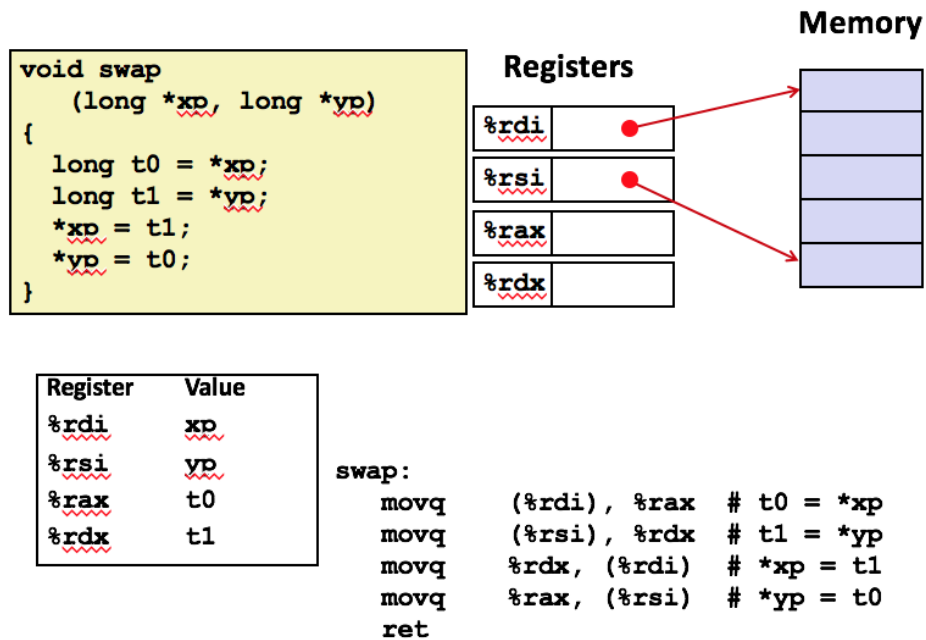 Memory
Registers
void swap
(long *xp, long *yp)
{
long t0 = *xp;
long t1 = *yp;
*xp = t1;
*yp = t0;
}
%rdi
%rsi
%rax
%rdx
Register Value
%rdi xp
%rsi yp
%rax t0
%rdx t1
swap:
movq (%rdi), %rax # t0 = *xp
movq (%rsi), %rdx # t1 = *yp
movq %rdx, (%rdi) # *xp = t1
movq %rax, (%rsi) # *yp = t0
ret